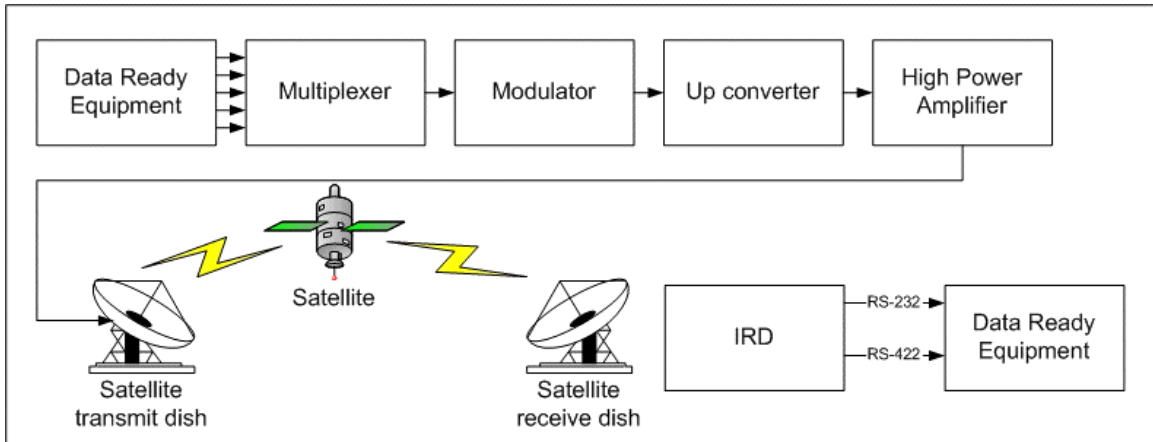 Data Ready
Equipment
Multiplexer
Modulator
Up converter
High Power
Amplifier
Satellite
Satellite
transmit dish
Satellite
receive dish
IRD
RS-232
RS-422
Data Ready
Equipment